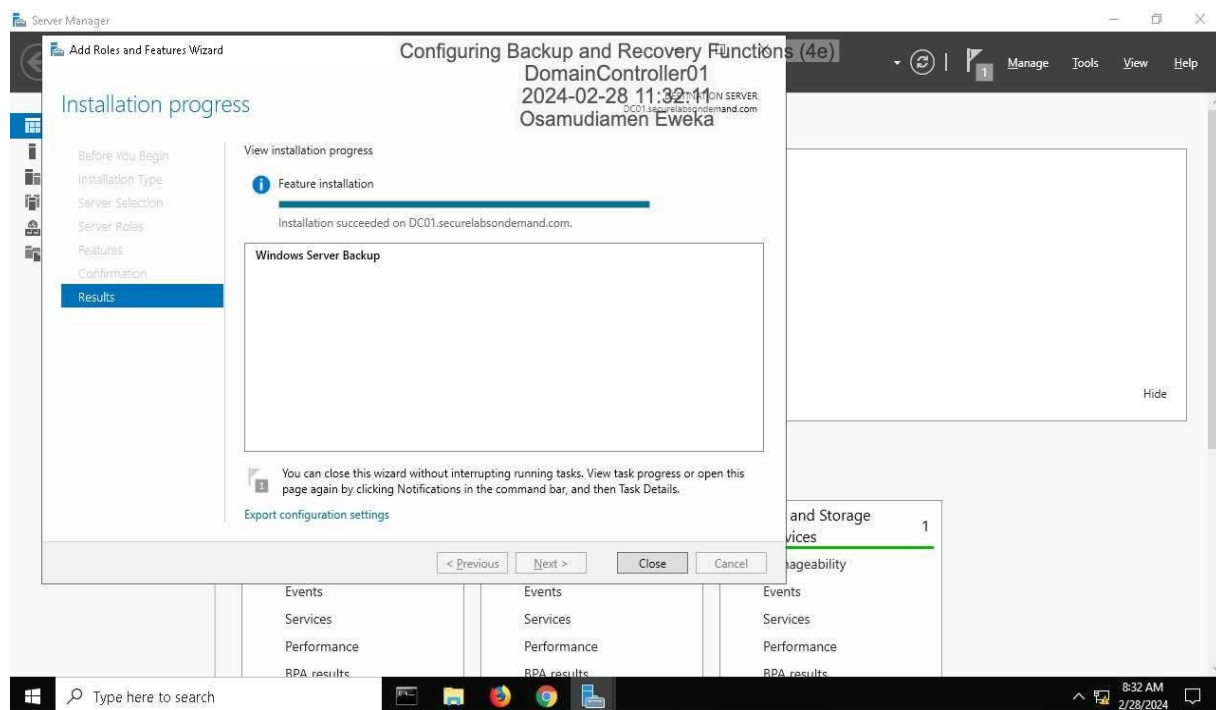 Server Manager
Add Roles and Features Wizard
Configuring Backup and Recovery Functions (4e)
DomainController01
2024-02-28 11:32:11
Osamudiamen Eweka
Manage Tools View Help
1
Installation progress
SERVER
DC01.securelabsondemand.com
Before You Begin
Installation Type
Server Selection
Server Roles
Features
Confirmation
Results
View installation progress
Feature installation
Installation succeeded on DC01.securelabsondemand.com.
Windows Server Backup
Hide
1
You can close this wizard without interrupting running tasks. View task progress or open this
page again by clicking Notifications in the command bar, and then Task Details.
Export configuration settings
< Previous Next > Close Cancel
and Storage 1
Events
Services
Performance
BPA results
Events
Services
Performance
BPA results
Events
Services
Performance
BPA results
Type here to search
8:32 AM
2/28/2024